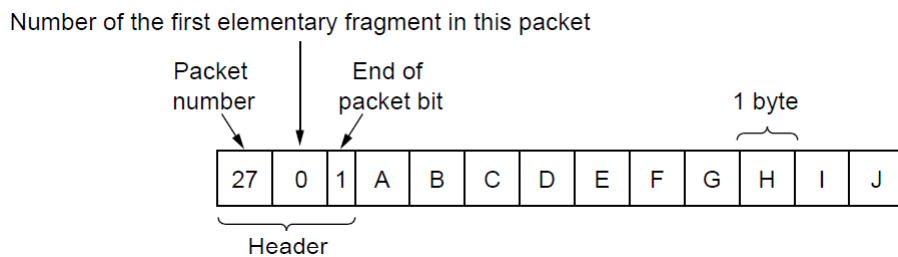 Number of the first elementary fragment in this packet
Packet
number
End of
packet bit
1 byte
27 0 1 A B C D E F G H I J
Header